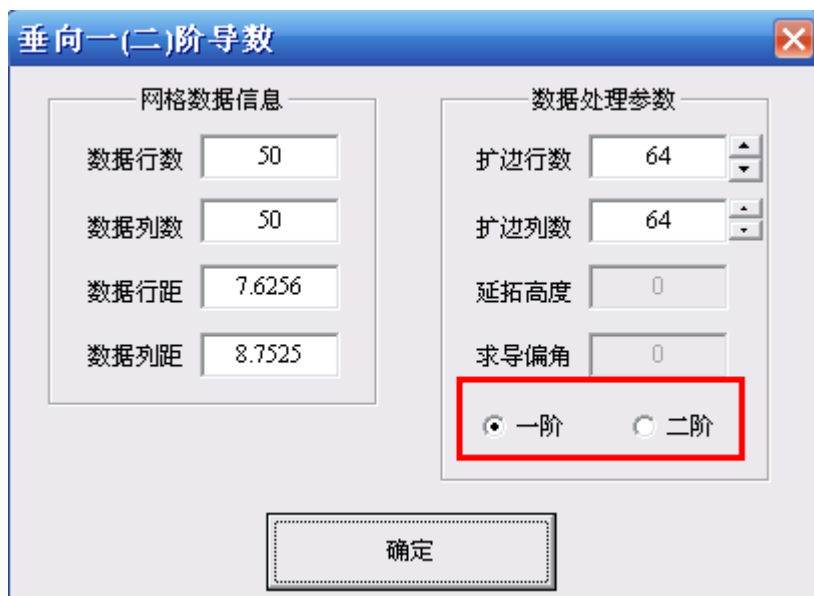 垂向一(二)阶导数
网格数据信息
数据行数 50
数据列数 50
数据行距 7.6256
数据列距 8.7525
数据处理参数
扩边行数 64
扩边列数 64
延拓高度 0
求导偏角 0
一阶 二阶
确定